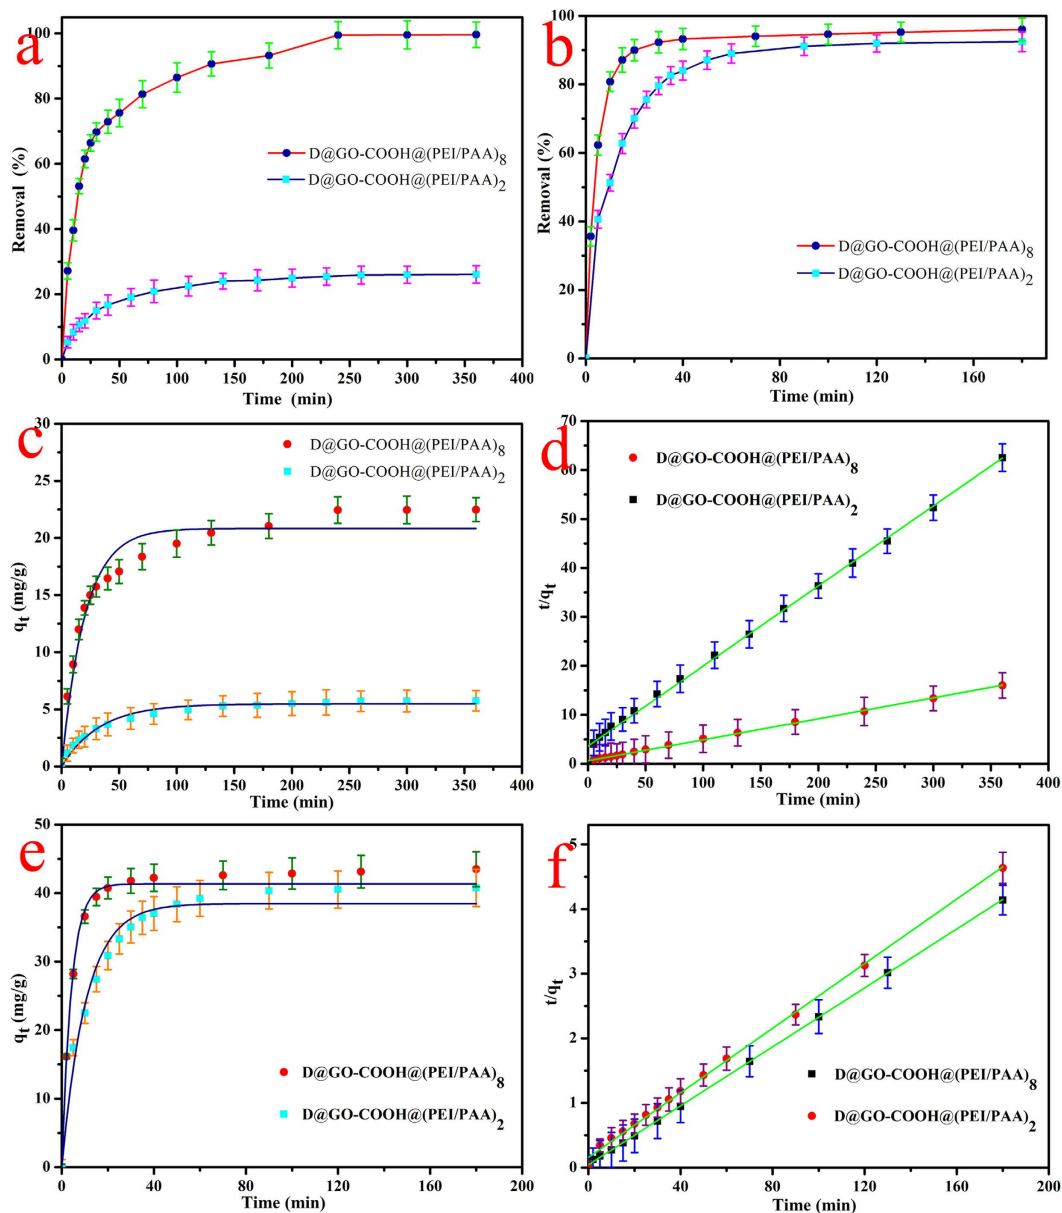 a
Removal (%)
100
80
60
40
20
0
D@GO-COOH@(PEI/PAA)8
D@GO-COOH@(PEI/PAA)2
0 50 100 150 200 250 300 350 400
Time (min)
b
Removal (%)
100
80
60
40
20
0
D@GO-COOH@(PEI/PAA)8
D@GO-COOH@(PEI/PAA)2
0 40 80 120 160
Time (min)
c
qt (mg/g)
30
25
20
15
10
5
0
D@GO-COOH@(PEI/PAA)8
D@GO-COOH@(PEI/PAA)2
0 50 100 150 200 250 300 350 400
Time (min)
d
t/qt
70
60
50
40
30
20
10
0
D@GO-COOH@(PEI/PAA)8
D@GO-COOH@(PEI/PAA)2
0 50 100 150 200 250 300 350 400
Time (min)
e
qt (mg/g)
50
40
30
20
10
0
D@GO-COOH@(PEI/PAA)8
D@GO-COOH@(PEI/PAA)2
0 40 80 120 160 200
Time (min)
f
t/qt
5
4
3
2
1
0
D@GO-COOH@(PEI/PAA)8
D@GO-COOH@(PEI/PAA)2
0 40 80 120 160 200
Time (min)